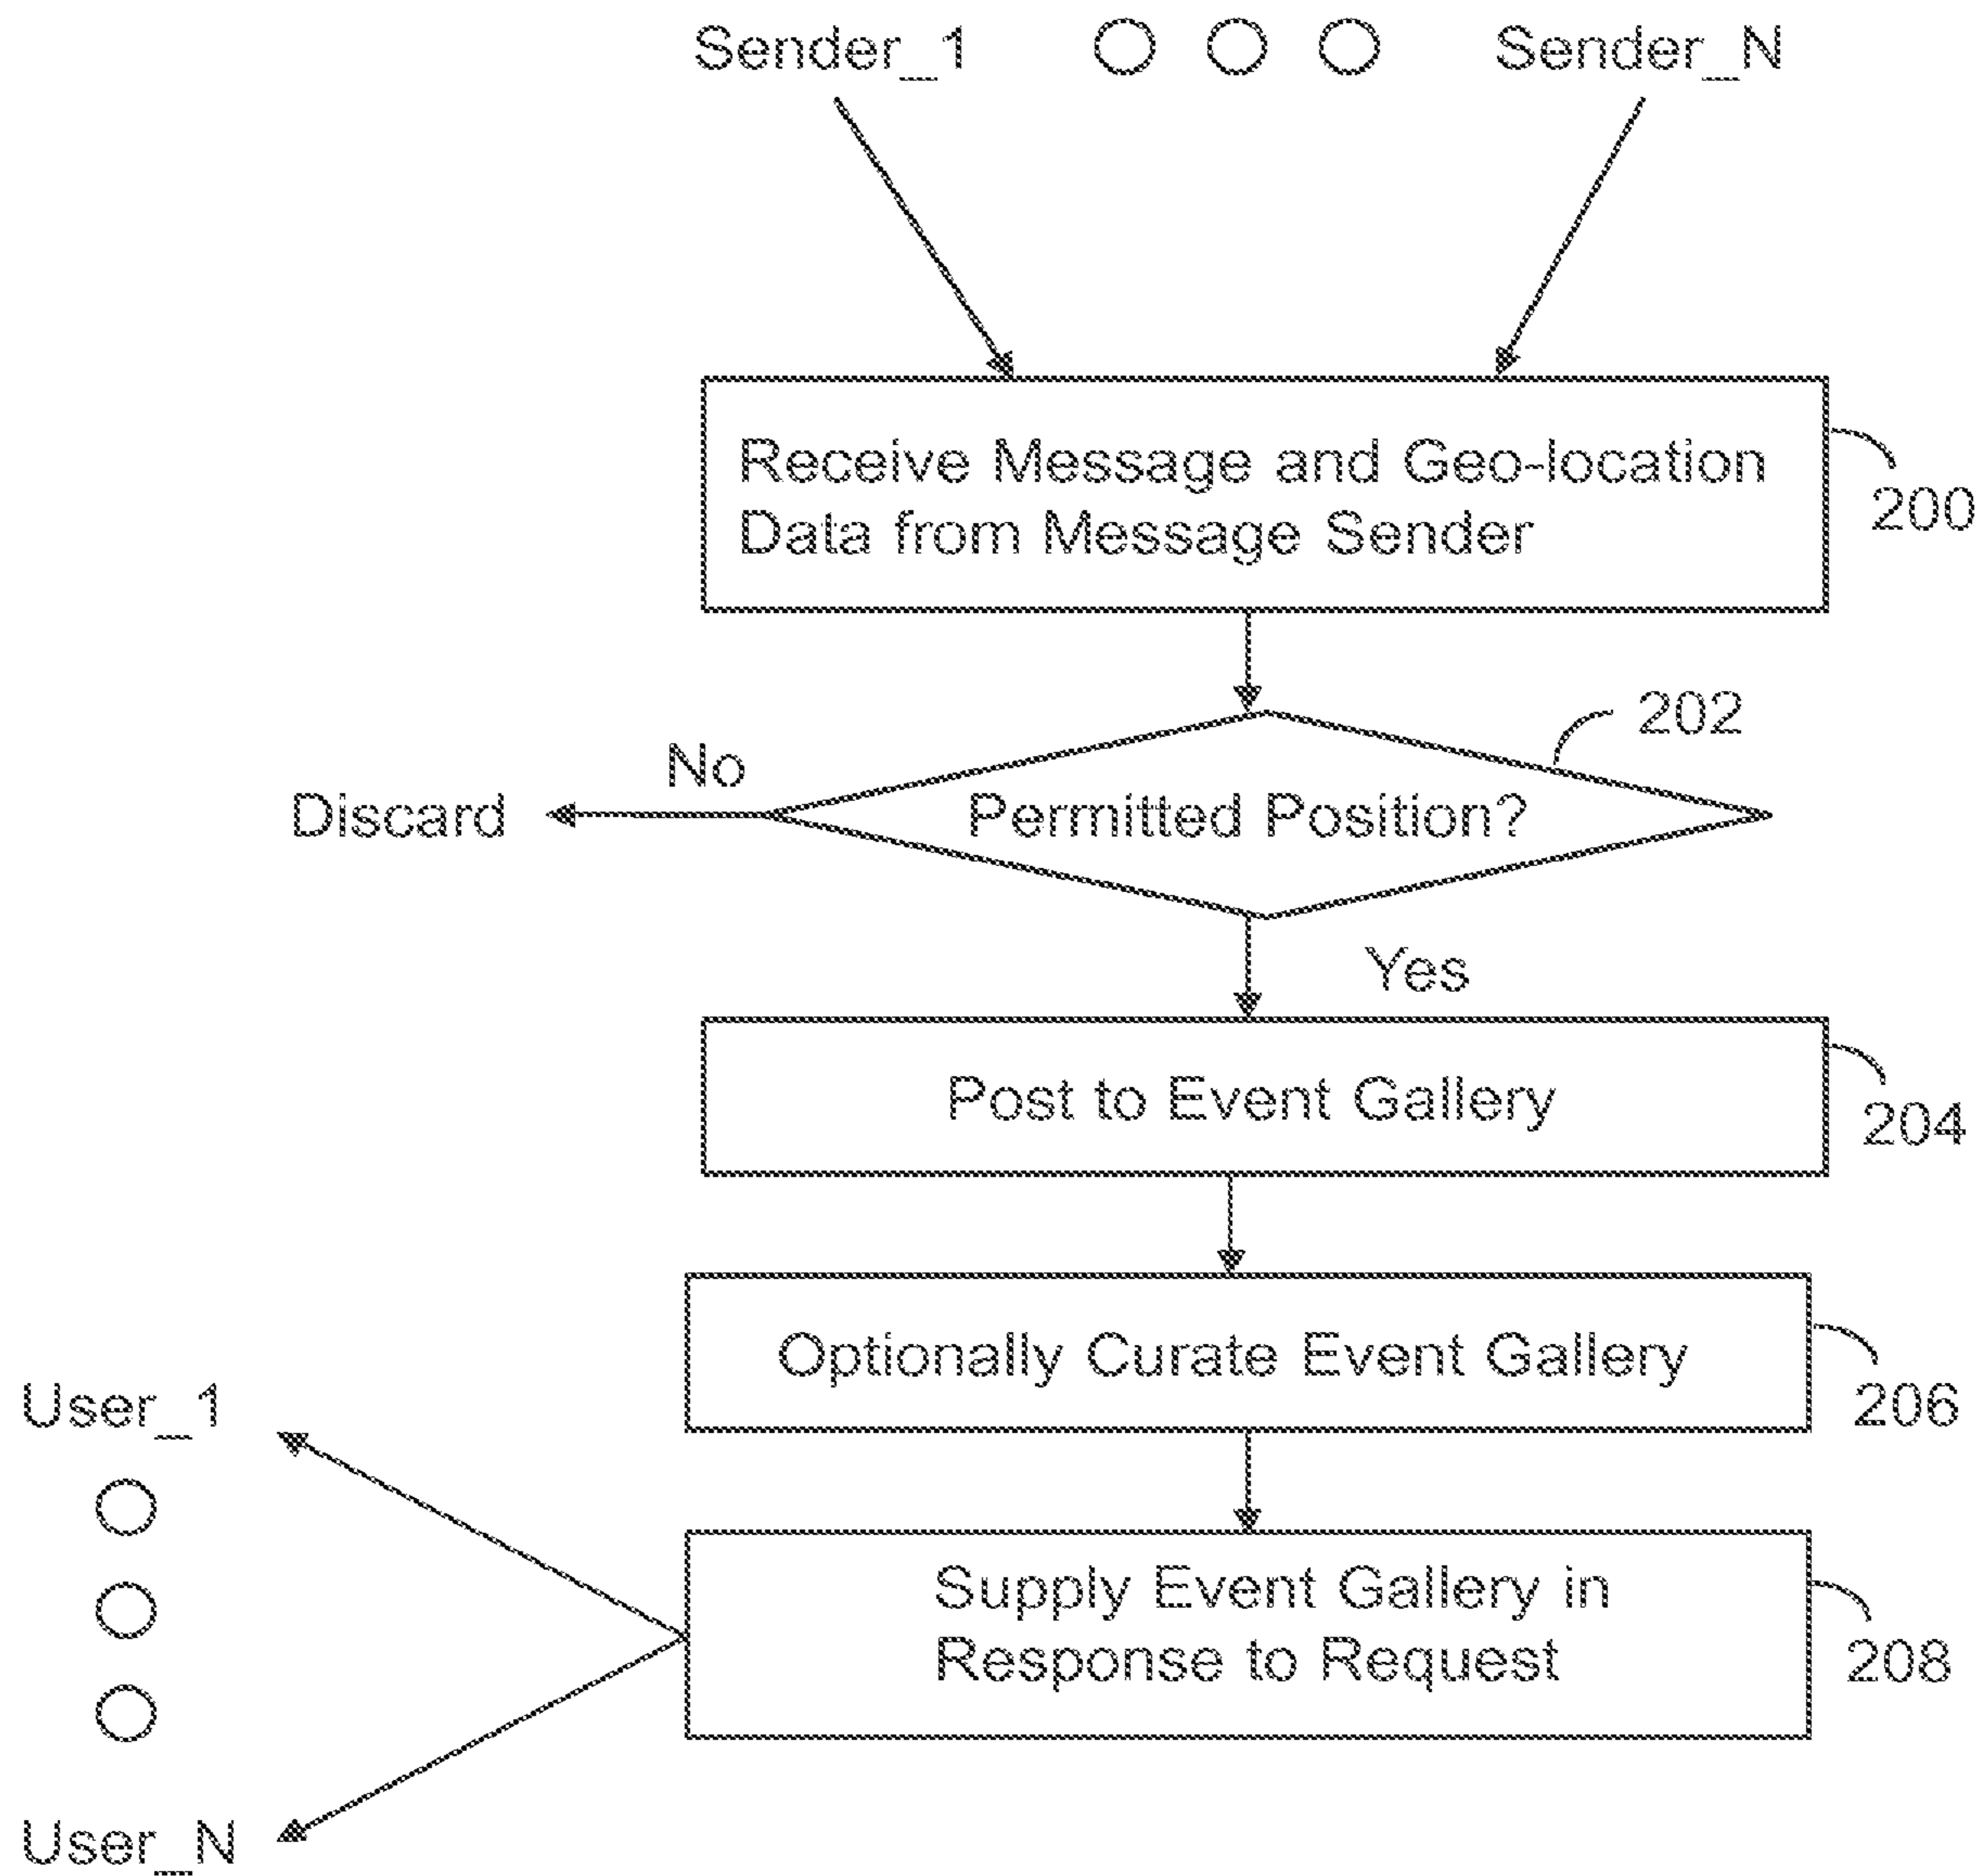 Sender_1
Sender_N
Receive Message and Geo-location
Data from Message Sender
200
202
No
Discard
Permitted Position?
Yes
Post to Event Gallery
204
Optionally Curate Event Gallery
206
User_1
Supply Event Gallery in
Response to Request
208
User_N